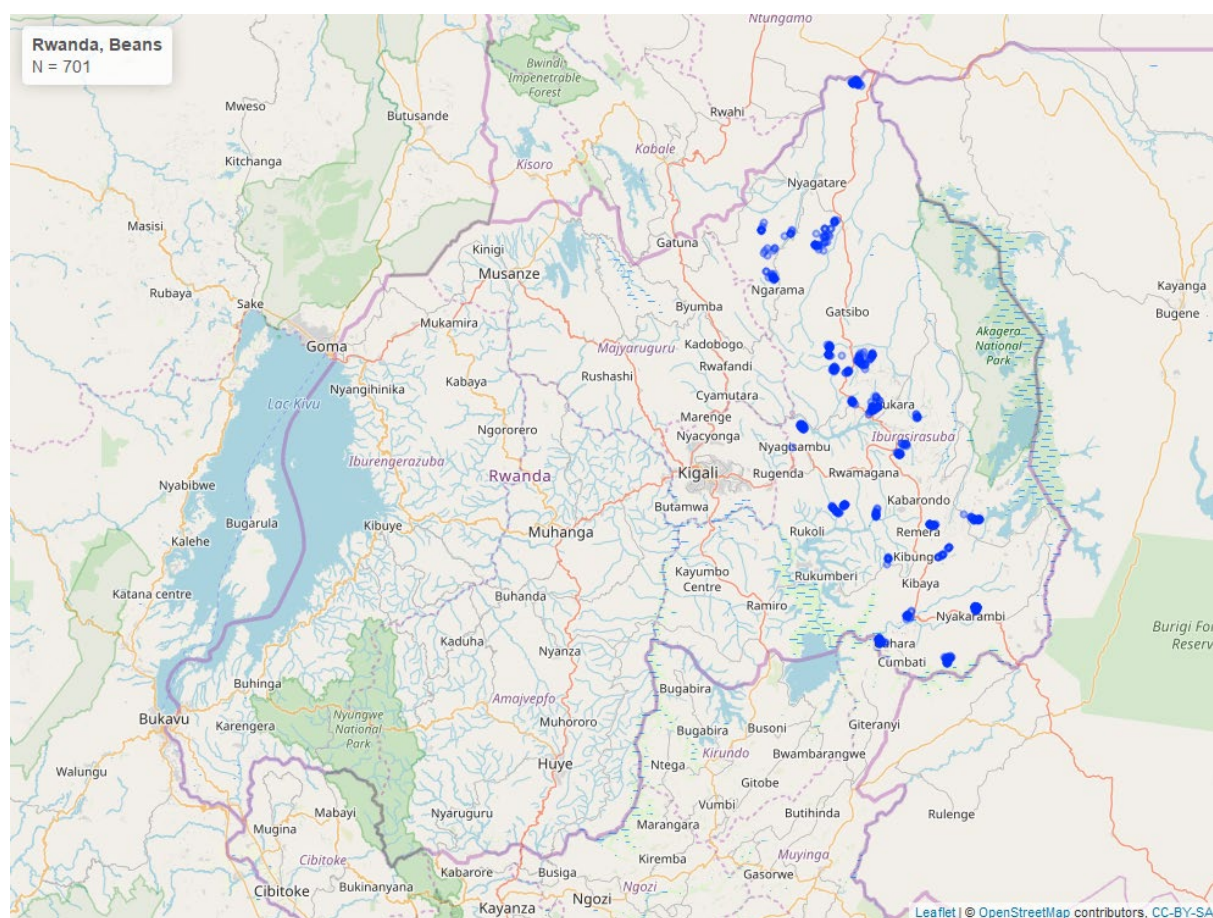 Rwanda, Beans
N = 701
Ntungamo
Bwindi
Impenetrable
Forest
Mweso
Butusande
Rwahi
Kitchanga
Kisoro
Kabale
Nyagatare
Masisi
Gatuna
Kinigi
Musanze
Rubaya
Sake
Ngarama
Kayanga
Bugene
Byumba
Gatsibo
Mukamira
Akagera
National
Park
Goma
Majyaruguru
Kadobogo
Rwafandi
Rushashi
Nyangihinika
Kabaya
Cyamutara
Lac Kivu
Marenge
Ngororero
Nyacyonga
Nyagisambu
Iburasirasuba
Iburengerazuba
Rwanda
Kigali
Rugenda
Rwamagana
Nyabibwe
Kabarondo
Butamwa
Bugarula
Kibuye
Muhanga
Rukoli
Remera
Kalehe
Kibungo
Kayumbo
Centre
Rukumberi
Kibaya
Katana centre
Buhanda
Ramiro
Nyakarambi
Burigi For
Reserv
Kaduha
Nyanza
Cumbati
Buhinga
Bugabira
Amajyepfo
Bukavu
Karengera
Nyungwe
National
Park
Muhororo
Bugabira
Busoni
Giteranyi
Kirundo
Bwambarangwe
Walungu
Huye
Ntega
Gitobe
Mabayi
Nyaruguru
Vumbi
Butihinda
Rulenge
Mugina
Marangara
Cibitoke
Kiremba
Muyinga
Kabarore
Busiga
Gasorwe
Cibitoke
Bukinanyana
Ngozi
Ngozi
Kayanza
Leaflet | © OpenStreetMap contributors, CC-BY-SA